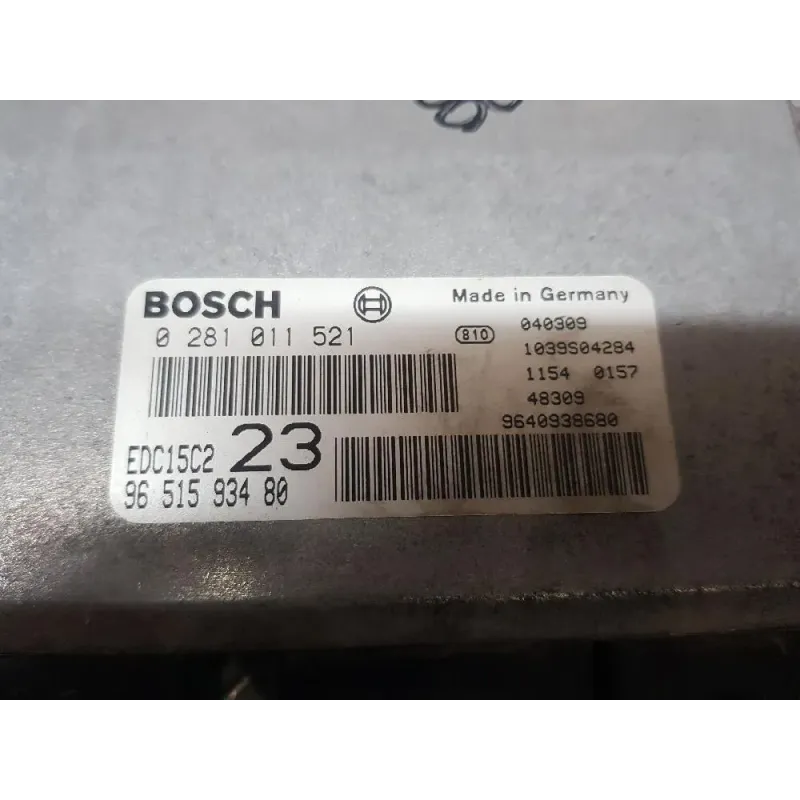 BOSCH
Made in Germany
0 281 011 521
810
040309
1039S04284
1154 0157
48309
9640938680
EDC15C2 23
96 515 934 80